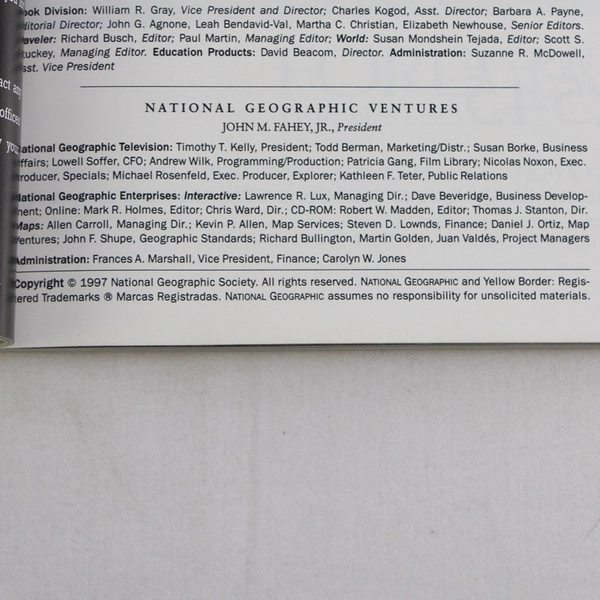 Book Division: William R. Gray, Vice President and Director; Charles Kogod, Asst. Director; Barbara A. Payne,
Editorial Director; John G. Agnone, Leah Bendavid-Val, Martha C. Christian, Elizabeth Newhouse, Senior Editors.
Traveler: Richard Busch, Editor; Paul Martin, Managing Editor; World: Susan Mondshein Tejada, Editor; Scott S.
Stuckey, Managing Editor. Education Products: David Beacom, Director. Administration: Suzanne R. McDowell,
Asst. Vice President
NATIONAL GEOGRAPHIC VENTURES
JOHN M. FAHEY, JR., President
National Geographic Television: Timothy T. Kelly, President; Todd Berman, Marketing/Distr.; Susan Borke, Business
Affairs; Lowell Soffer, CFO; Andrew Wilk, Programming/Production; Patricia Gang, Film Library; Nicolas Noxon, Exec.
Producer, Specials; Michael Rosenfeld, Exec. Producer, Explorer; Kathleen F. Teter, Public Relations
National Geographic Enterprises: Interactive: Lawrence R. Lux, Managing Dir.; Dave Beveridge, Business Develop-
ment; Online: Mark R. Holmes, Editor; Chris Ward, Dir.; CD-ROM: Robert W. Madden, Editor; Thomas J. Stanton, Dir.
Maps: Allen Carroll, Managing Dir.; Kevin P. Allen, Map Services; Steven D. Lownds, Finance; Daniel J. Ortiz, Map
Ventures; John F. Shupe, Geographic Standards; Richard Bullington, Martin Golden, Juan Valdés, Project Managers
Administration: Frances A. Marshall, Vice President, Finance; Carolyn W. Jones
Copyright © 1997 National Geographic Society. All rights reserved. NATIONAL GEOGRAPHIC and Yellow Border: Regis-
tered Trademarks ® Marcas Registradas. NATIONAL GEOGRAPHIC assumes no responsibility for unsolicited materials.